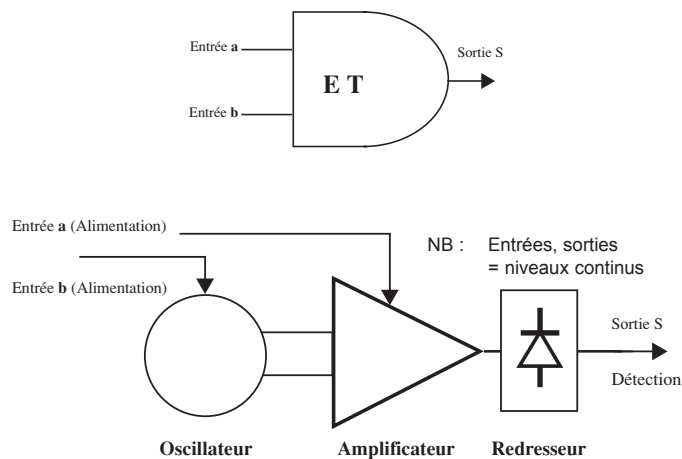 Entrée a
Sortie S
E T
Entrée b
Entrée a (Alimentation)
NB : Entrées, sorties
= niveaux continus
Entrée b (Alimentation)
Sortie S
Détection
Oscillateur Amplificateur Redresseur